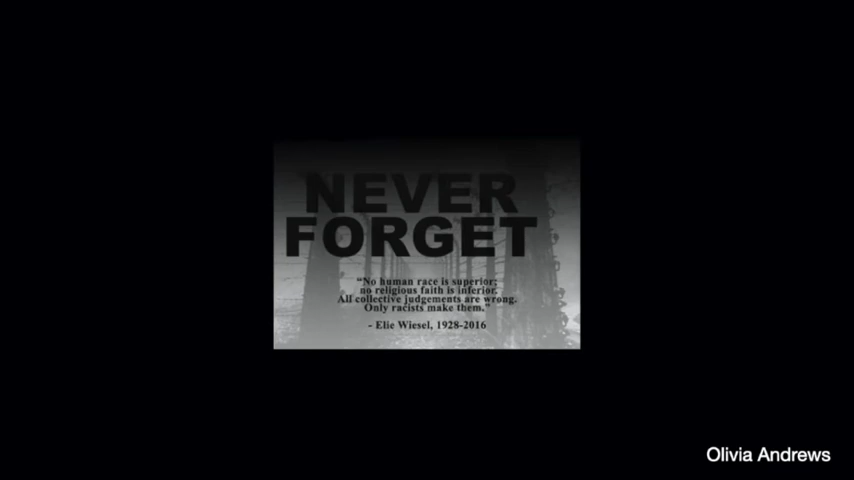 NEVER
FORGET
“No human race is superior;
no religious faith is inferior.
All collective judgements are wrong.
Only racists make them.”
- Elie Wiesel, 1928-2016
Olivia Andrews